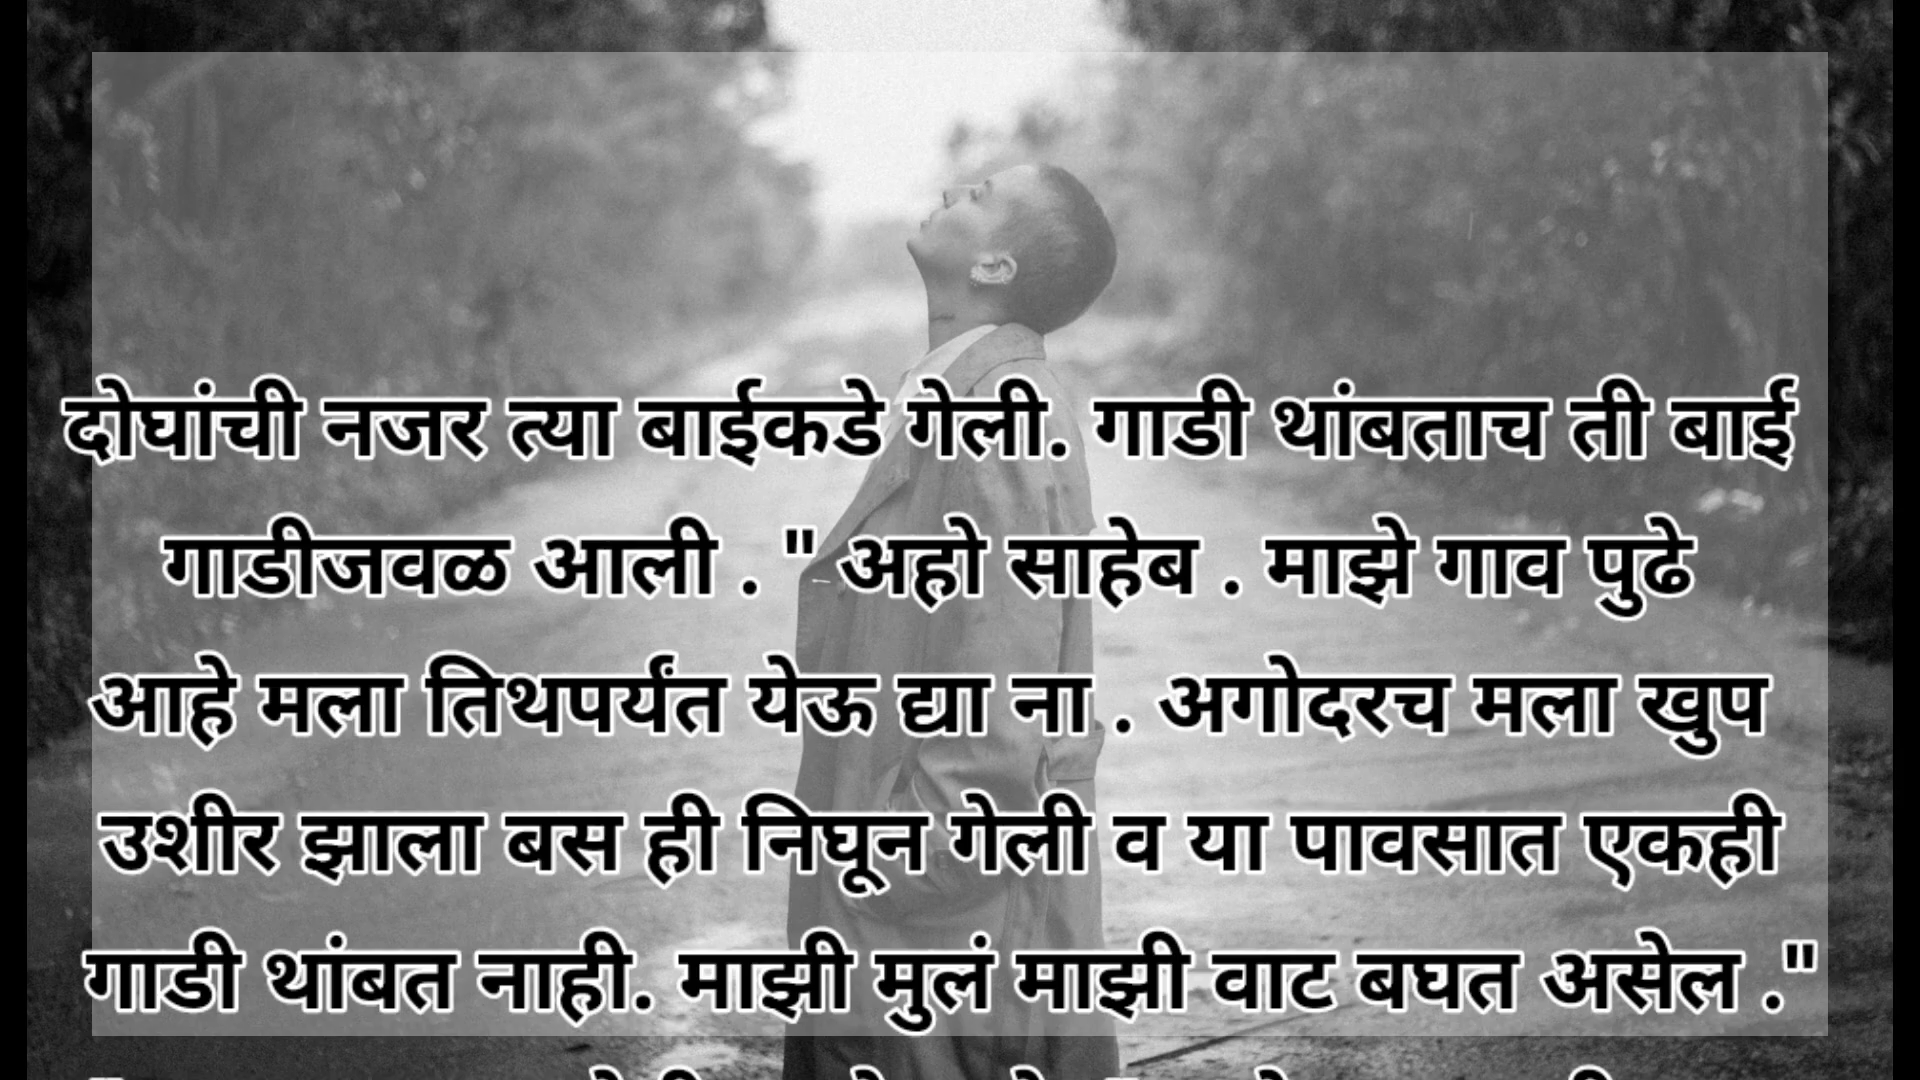 दोघांची नजर त्या बाईकडे गेली. गाडी थांबताच ती बाई
गाडीजवळ आली . " अहो साहेब . माझे गाव पुढे
आहे मला तिथपर्यंत येऊ द्या ना . अगोदरच मला खुप
उशीर झाला बस ही निघून गेली व या पावसात एकही
गाडी थांबत नाही. माझी मुलं माझी वाट बघत असेल ."